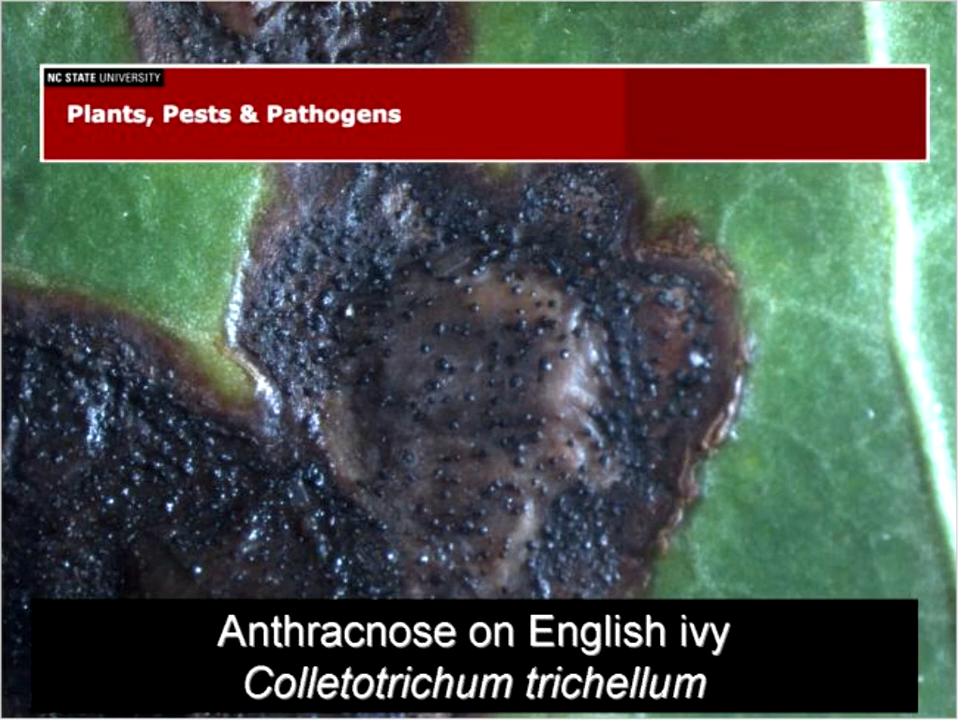 NC STATE UNIVERSITY
Plants, Pests & Pathogens
Anthracnose on English ivy
Colletotrichum trichellum